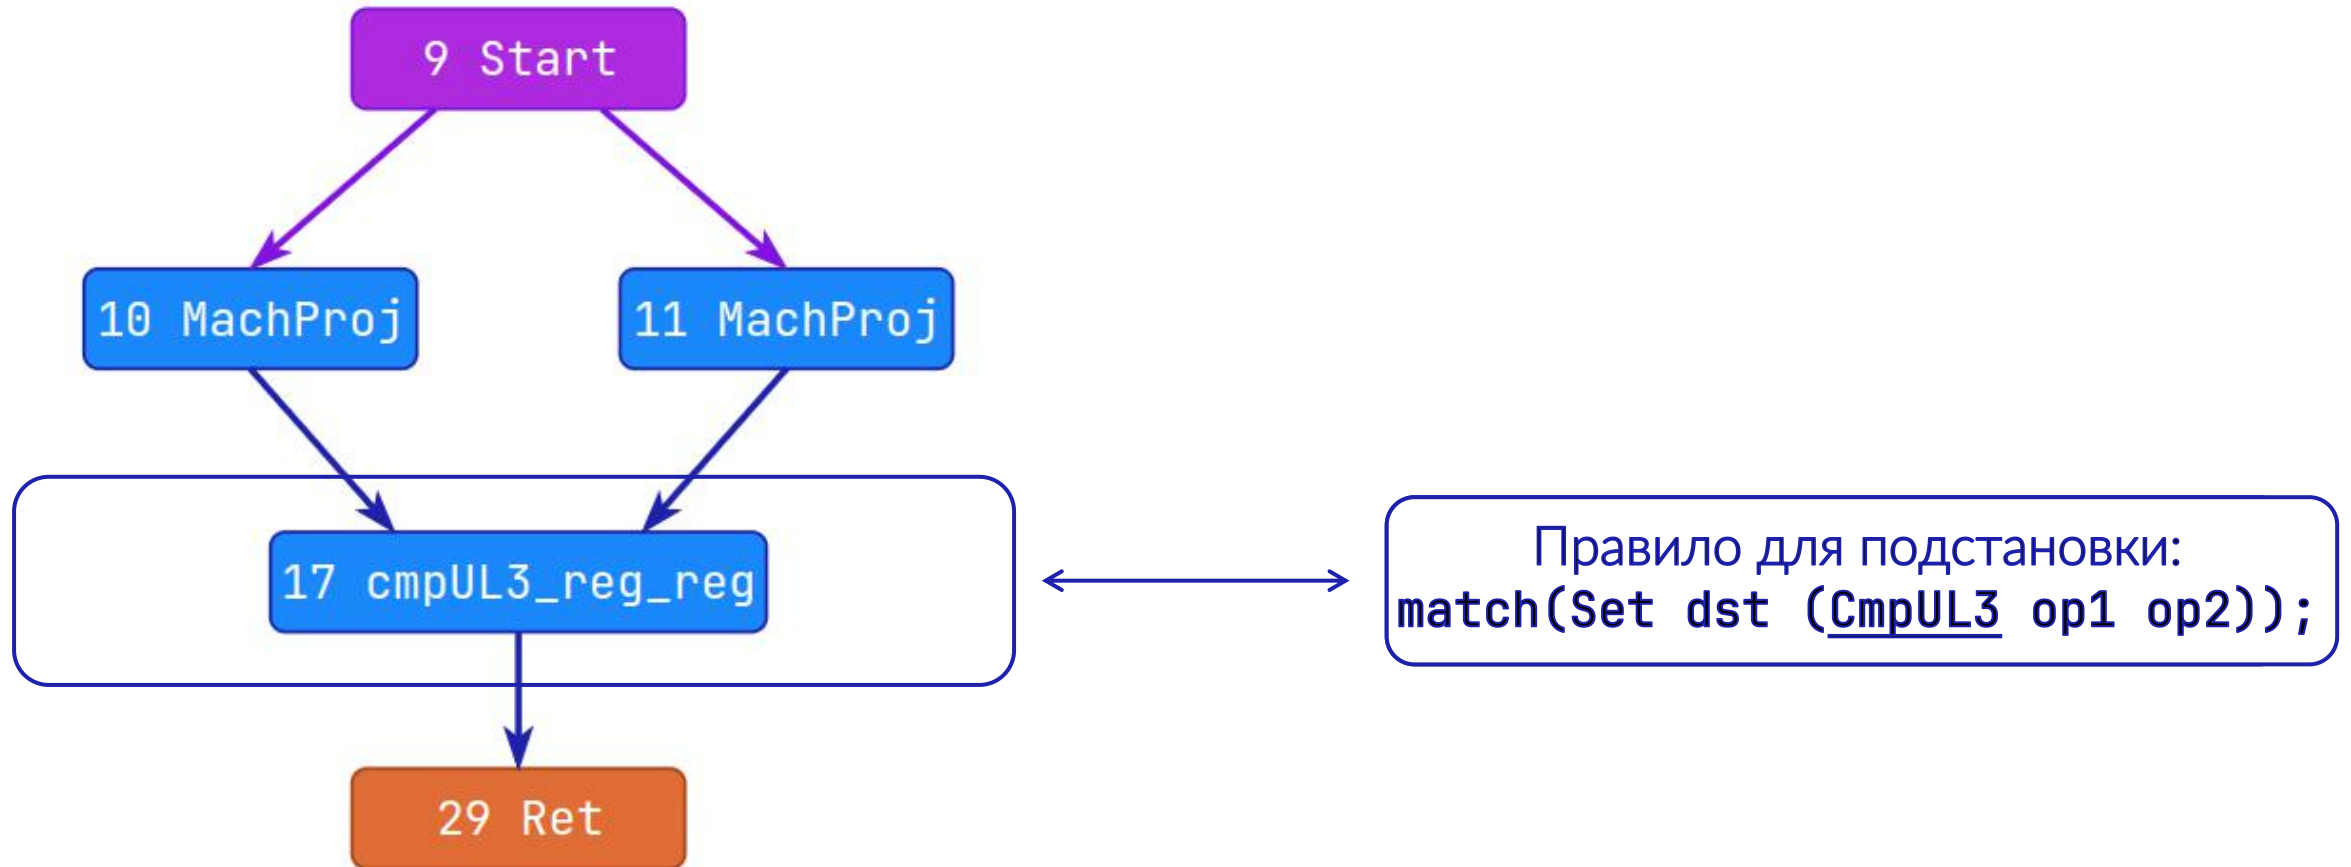 9 Start
10 MachProj
11 MachProj
17 cmpUL3_reg_reg
Правило для подстановки:
match(Set dst (CmpUL3 op1 op2));
29 Ret